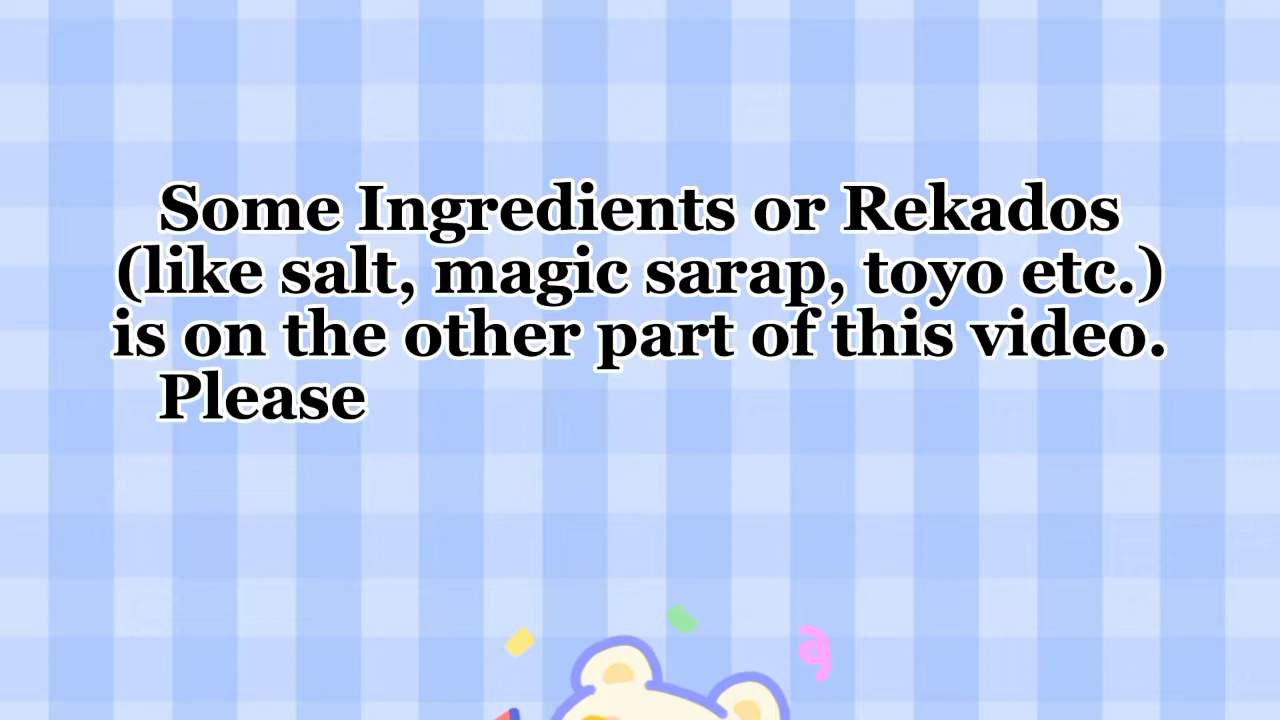 Some Ingredients or Rekados
(like salt, magic sarap, toyo etc.)
is on the other part of this video.
Please